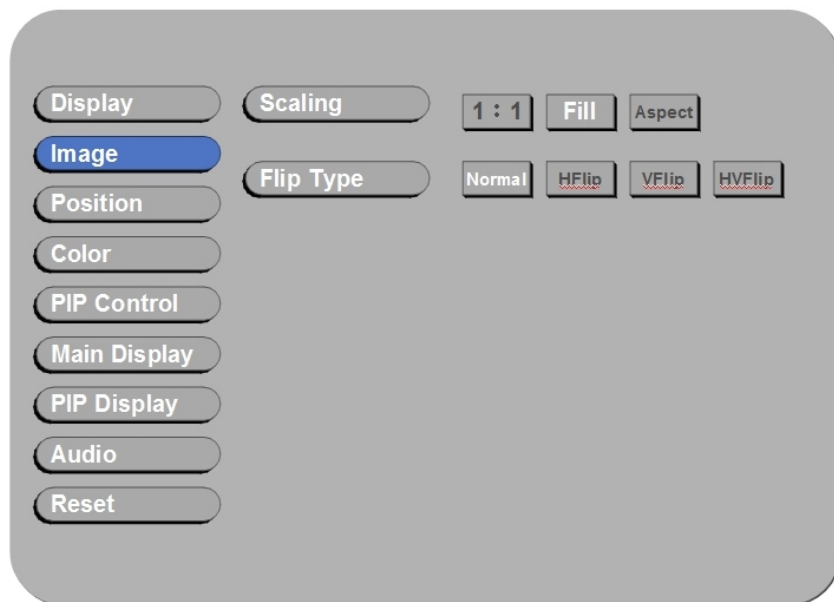 Display
Scaling
1 : 1
Fill
Aspect
Image
Flip Type
Normal
HFlip
VFlip
HVFlip
Position
Color
PIP Control
Main Display
PIP Display
Audio
Reset